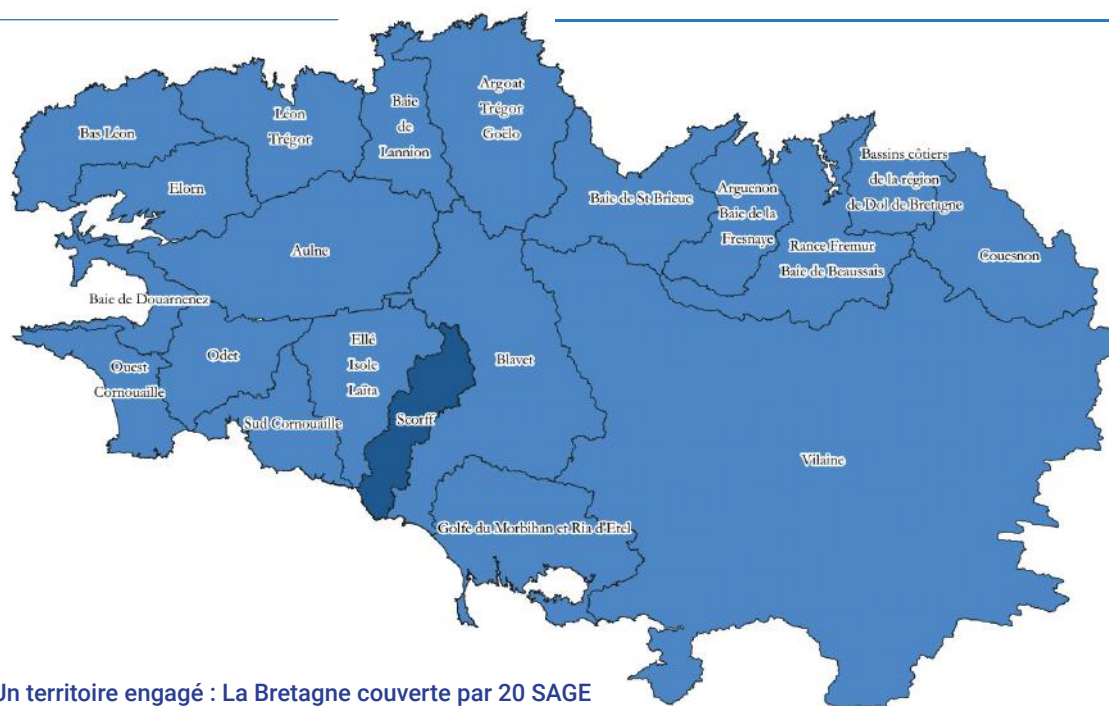 Argoat
Trégor
Goëlo
Baie
de
Lannion
Léon
Trégor
Bas Léon
Elorn
Bassins côtiers
de la région
de Dol de Bretagne
Arguenon
Baie de la
Fresnaye
Baie de St Brieuc
Rance Fremur
Baie de Beaussais
Couesnon
Aulne
Baie de Douarnenez
Ellé
Isole
Laïta
Odet
Blavet
Ouest
Cornouaille
Sud Cornouaille
Scorff
Vilaine
Golfe du Morbihan et Ria d'Etel
Un territoire engagé : La Bretagne couverte par 20 SAGE